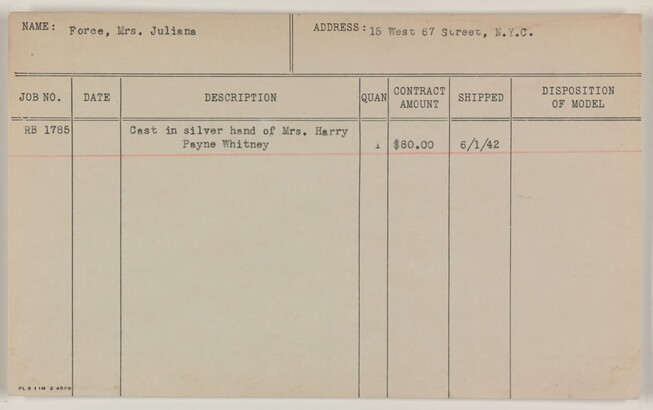 NAME: Force, Mrs. Juliana ADDRESS: 15 West 67 Street, N.Y.C.
JOB NO. DATE DESCRIPTION QUAN CONTRACT AMOUNT SHIPPED DISPOSITION OF MODEL
RB 1785 Cast in silver hand of Mrs. Harry
Payne Whitney 1 $80.00 6/1/42